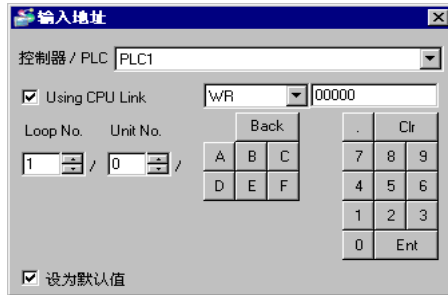 输入地址
控制器 / PLC PLC1
Using CPU Link WR 00000
Loop No. Unit No. Back . Clr
1 / 0 / A B C 7 8 9
D E F 4 5 6
1 2 3
0 Ent
设为默认值